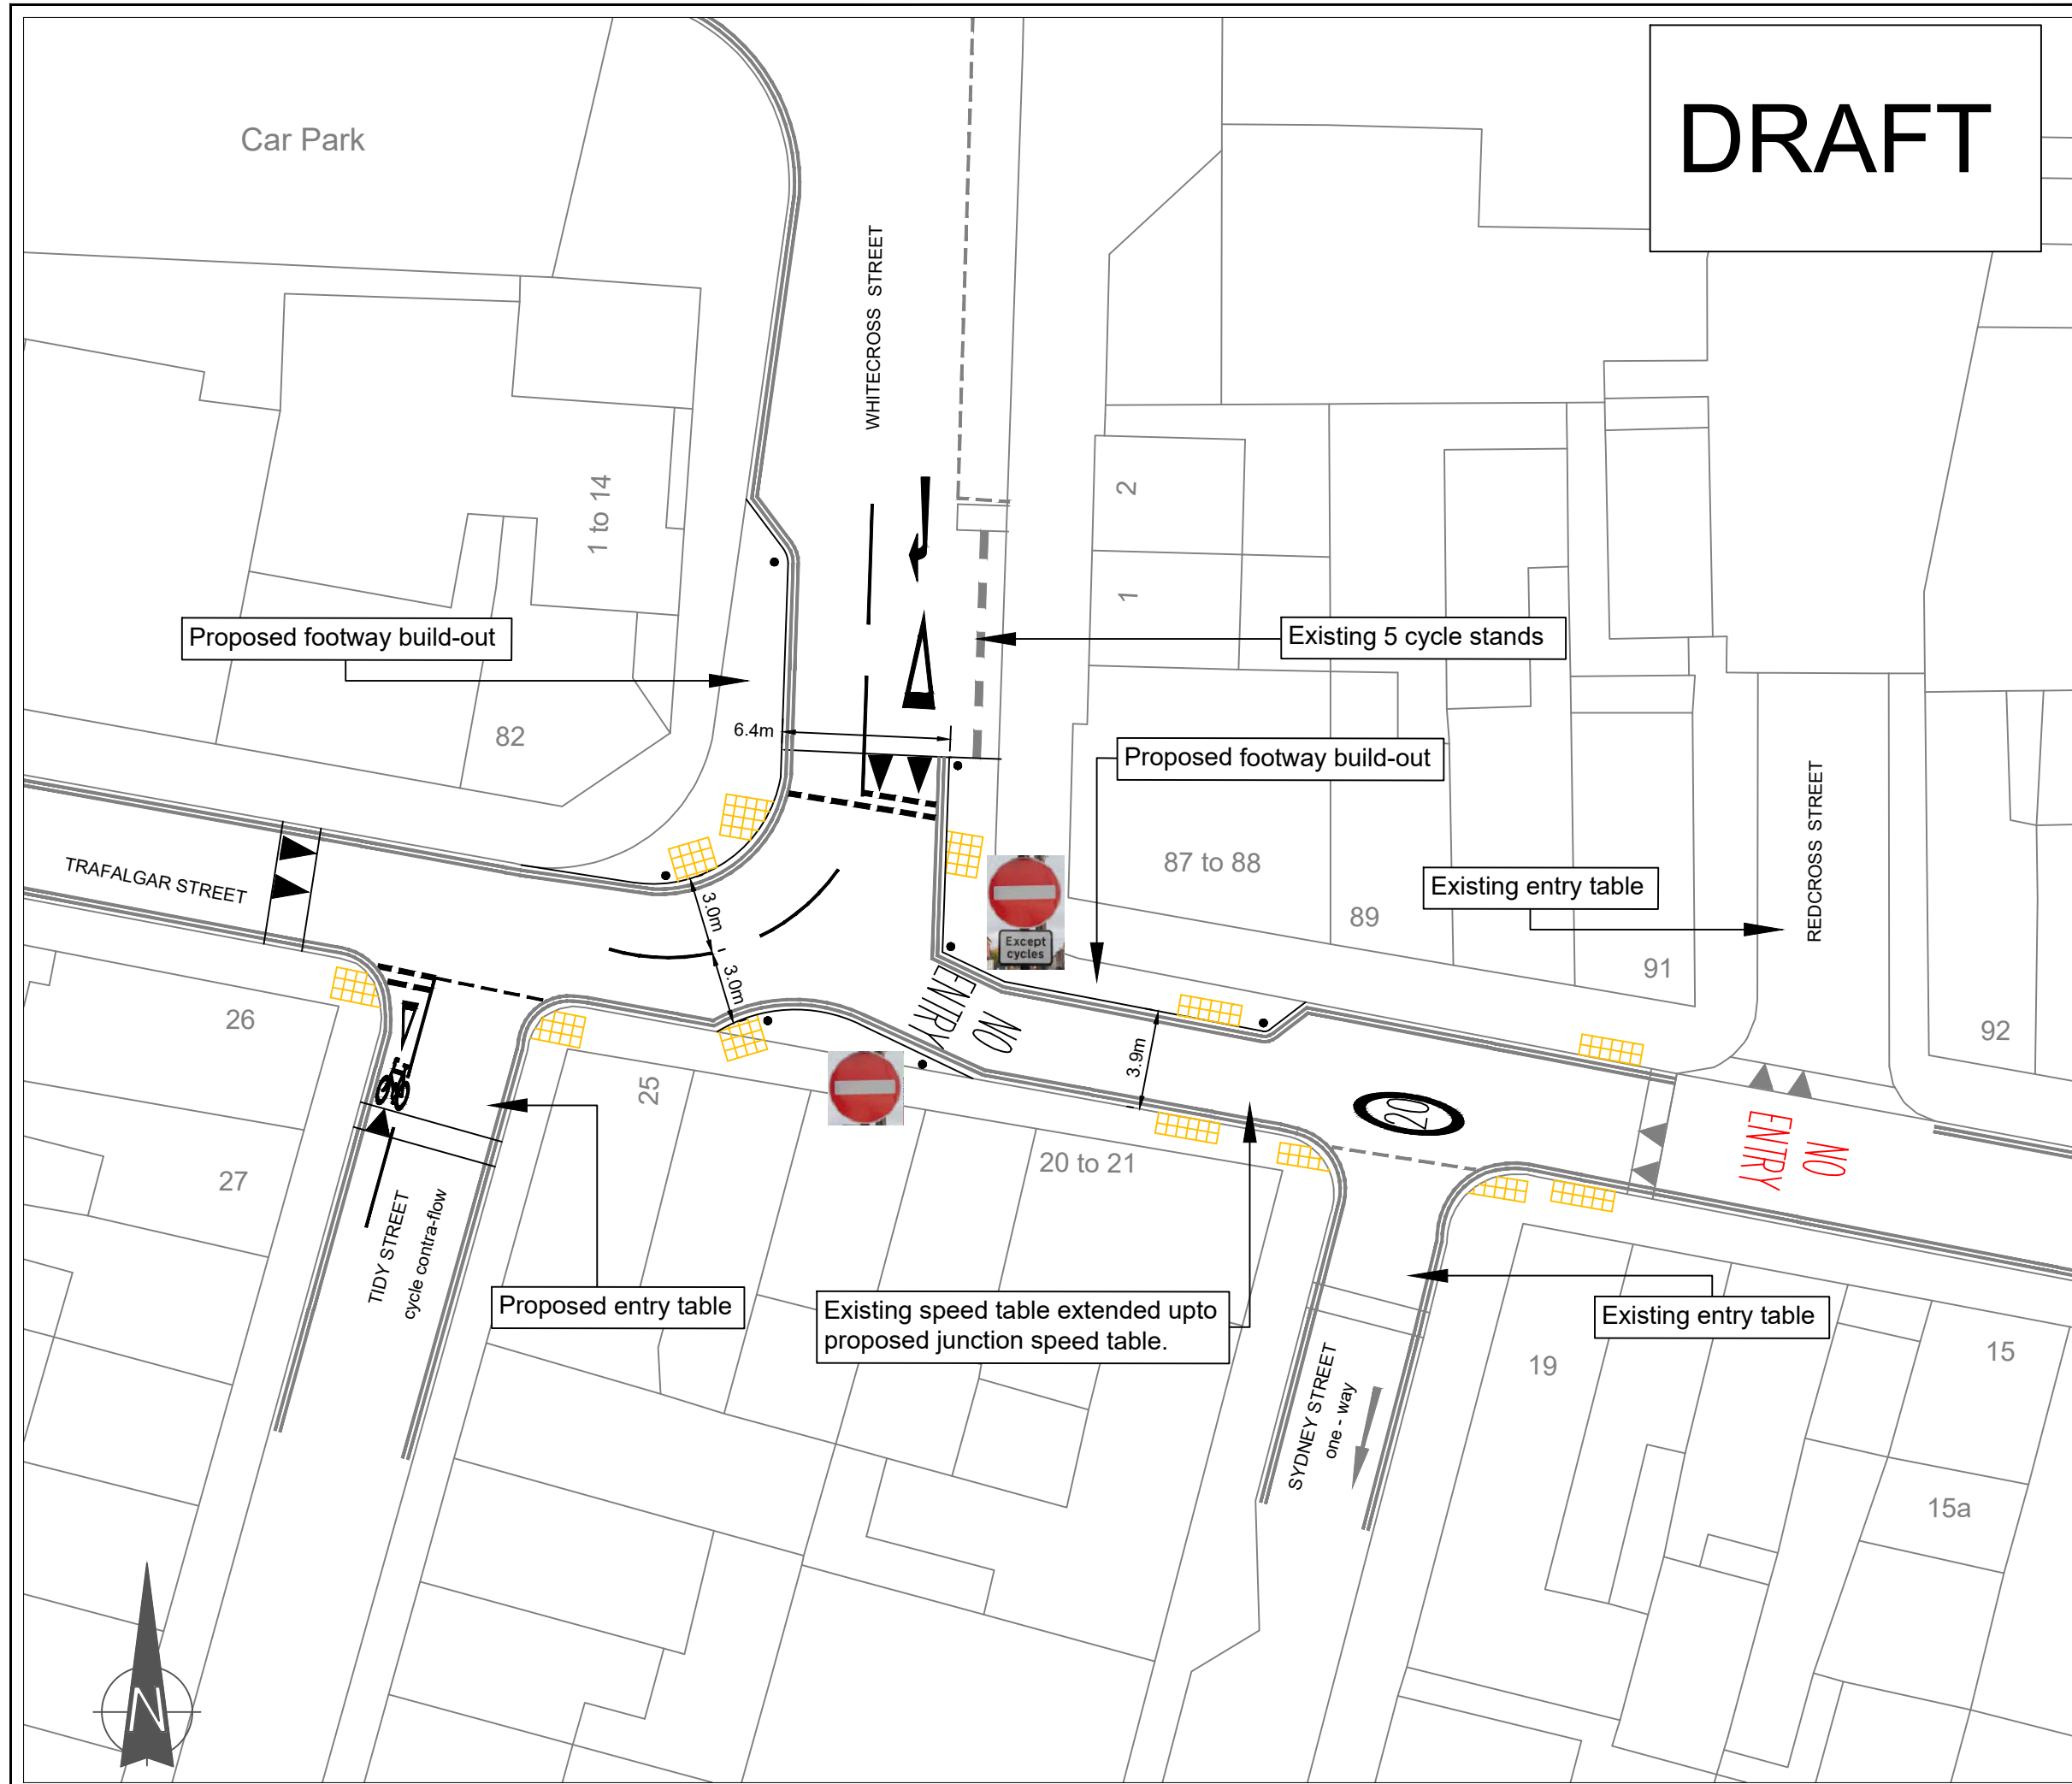 DRAFT
Car Park
WHITECROSS STREET
1 to 14
2
1
Proposed footway build-out
Existing 5 cycle stands
82
6.4m
Proposed footway build-out
REDCROSS STREET
TRAFALGAR STREET
87 to 88
Existing entry table
89
3.0m
Except
cycles
91
3.0m
NO
ENTRY
26
92
25
3.9m
20
NO
ENTRY
27
20 to 21
TIDY STREET
cycle contra-flow
Proposed entry table
Existing speed table extended upto
proposed junction speed table.
Existing entry table
19
15
SYDNEY STREET
one - way
15a
N